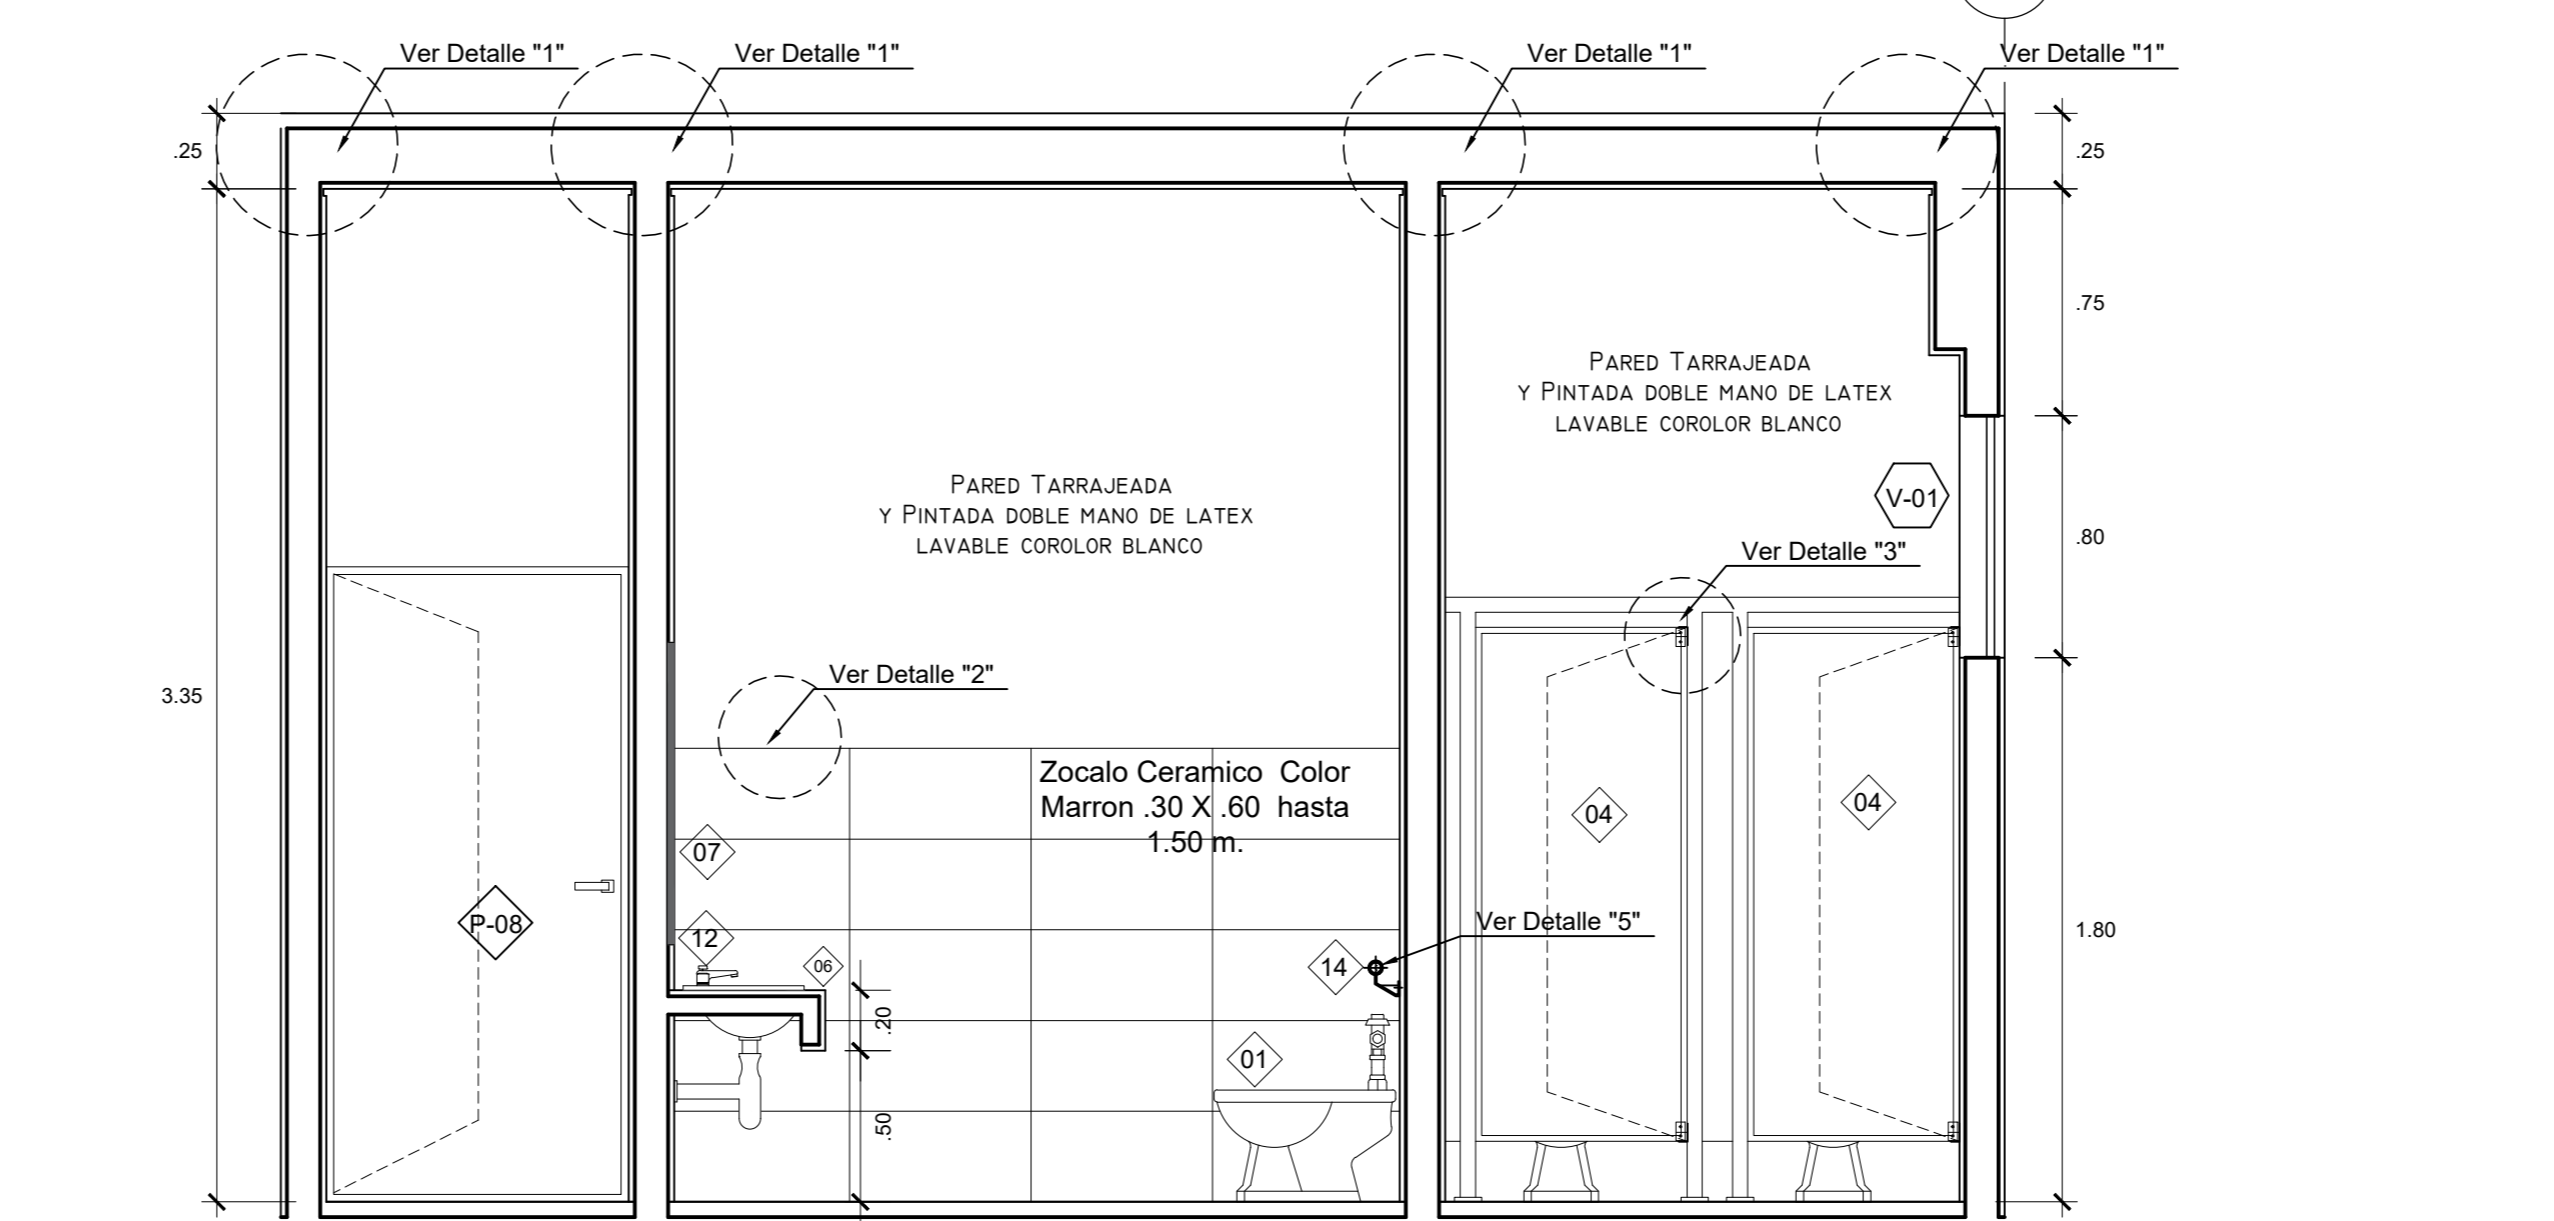 Ver Detalle "1"
Ver Detalle "1"
Ver Detalle "1"
Ver Detalle "1"
.25
.25
.75
PARED TARRAJEADA
Y PINTADA DOBLE MANO DE LATEX
LAVABLE COROLOR BLANCO
PARED TARRAJEADA
Y PINTADA DOBLE MANO DE LATEX
LAVABLE COROLOR BLANCO
V-01
.80
Ver Detalle "3"
3.35
Ver Detalle "2"
Zocalo Ceramico Color
Marron .30 X .60 hasta
1.50 m.
04
04
07
P-08
12
06
Ver Detalle "5"
14
1.80
.20
01
.50